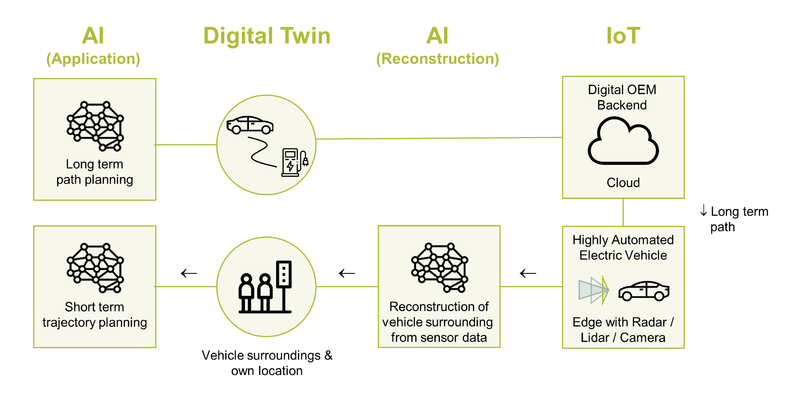 AI
(Application)
Digital Twin
AI
(Reconstruction)
IoT
Long term
path planning
Digital OEM
Backend
Cloud
↓ Long term
path
Short term
trajectory planning
←
Vehicle surroundings &
own location
←
Reconstruction of
vehicle surrounding
from sensor data
←
Highly Automated
Electric Vehicle
Edge with Radar /
Lidar / Camera